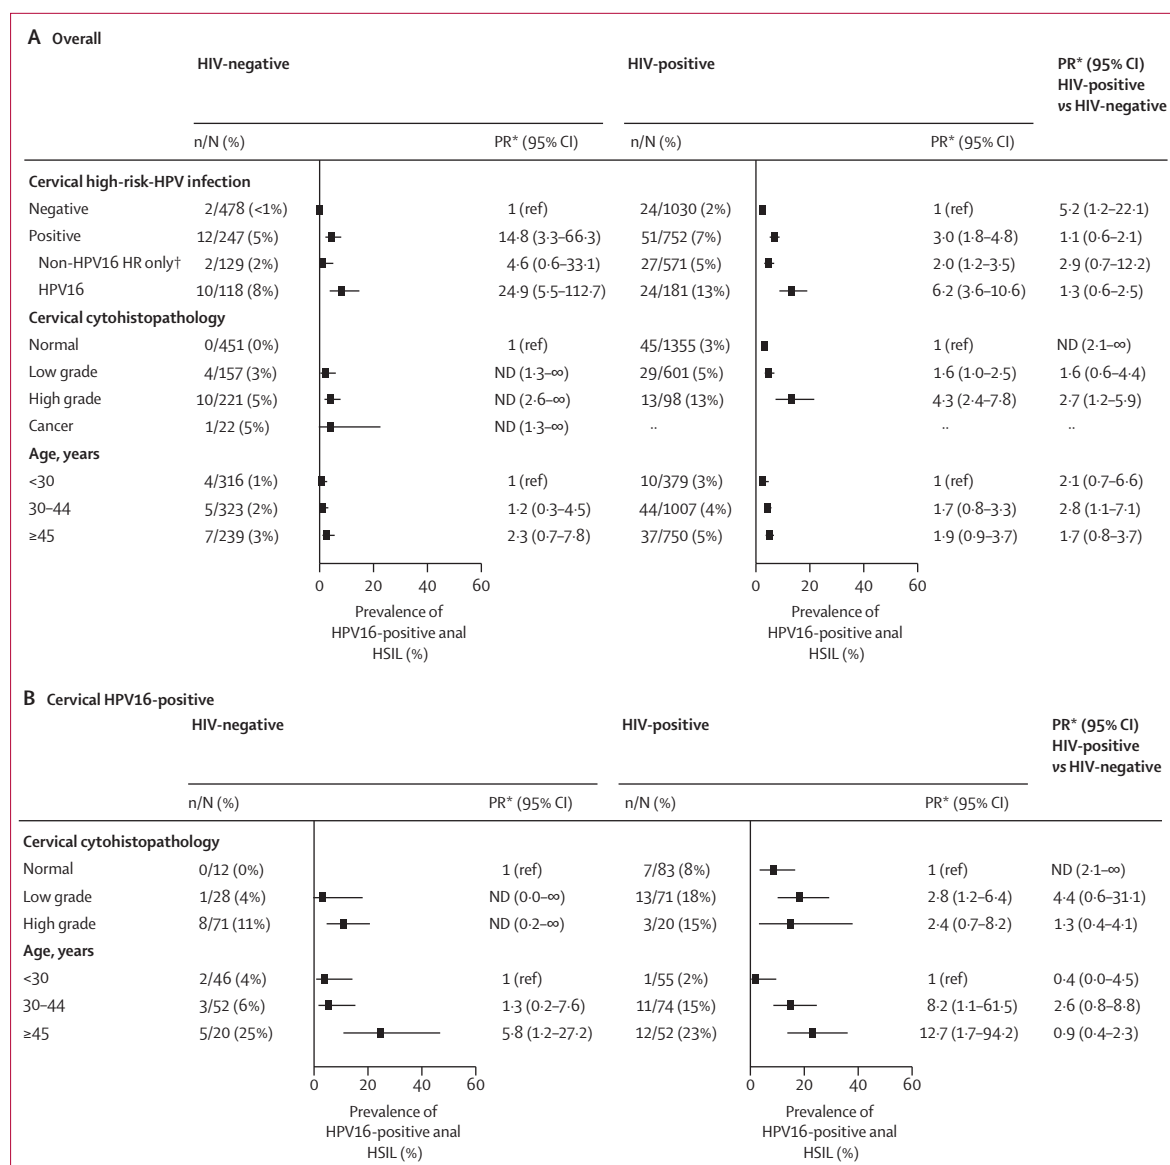 A Overall
HIV-negative HIV-positive PR* (95% CI)
HIV-positive
vs HIV-negative
n/N (%) PR* (95% CI) n/N (%) PR* (95% CI)
Cervical high-risk-HPV infection
Negative 2/478 (<1%) 1 (ref) 24/1030 (2%) 1 (ref) 5·2 (1·2–22·1)
Positive 12/247 (5%) 14·8 (3·3–66·3) 51/752 (7%) 3·0 (1·8–4·8) 1·1 (0·6–2·1)
Non-HPV16 HR only† 2/129 (2%) 4·6 (0·6–33·1) 27/571 (5%) 2·0 (1·2–3·5) 2·9 (0·7–12·2)
HPV16 10/118 (8%) 24·9 (5·5–112·7) 24/181 (13%) 6·2 (3·6–10·6) 1·3 (0·6–2·5)
Cervical cytohistopathology
Normal 0/451 (0%) 1 (ref) 45/1355 (3%) 1 (ref) ND (2·1–∞)
Low grade 4/157 (3%) ND (1·3–∞) 29/601 (5%) 1·6 (1·0–2·5) 1·6 (0·6–4·4)
High grade 10/221 (5%) ND (2·6–∞) 13/98 (13%) 4·3 (2·4–7·8) 2·7 (1·2–5·9)
Cancer 1/22 (5%) ND (1·3–∞) ·· ·· ··
Age, years
<30 4/316 (1%) 1 (ref) 10/379 (3%) 1 (ref) 2·1 (0·7–6·6)
30–44 5/323 (2%) 1·2 (0·3–4·5) 44/1007 (4%) 1·7 (0·8–3·3) 2·8 (1·1–7·1)
≥45 7/239 (3%) 2·3 (0·7–7·8) 37/750 (5%) 1·9 (0·9–3·7) 1·7 (0·8–3·7)
0 20 40 60 0 20 40 60
Prevalence of Prevalence of
HPV16-positive anal HPV16-positive anal
HSIL (%) HSIL (%)
B Cervical HPV16-positive
HIV-negative HIV-positive PR* (95% CI)
HIV-positive
vs HIV-negative
n/N (%) PR* (95% CI) n/N (%) PR* (95% CI)
Cervical cytohistopathology
Normal 0/12 (0%) 1 (ref) 7/83 (8%) 1 (ref) ND (2·1–∞)
Low grade 1/28 (4%) ND (0·0–∞) 13/71 (18%) 2·8 (1·2–6·4) 4·4 (0·6–31·1)
High grade 8/71 (11%) ND (0·2–∞) 3/20 (15%) 2·4 (0·7–8·2) 1·3 (0·4–4·1)
Age, years
<30 2/46 (4%) 1 (ref) 1/55 (2%) 1 (ref) 0·4 (0·0–4·5)
30–44 3/52 (6%) 1·3 (0·2–7·6) 11/74 (15%) 8·2 (1·1–61·5) 2·6 (0·8–8·8)
≥45 5/20 (25%) 5·8 (1·2–27·2) 12/52 (23%) 12·7 (1·7–94·2) 0·9 (0·4–2·3)
0 20 40 60 0 20 40 60
Prevalence of Prevalence of
HPV16-positive anal HPV16-positive anal
HSIL (%) HSIL (%)